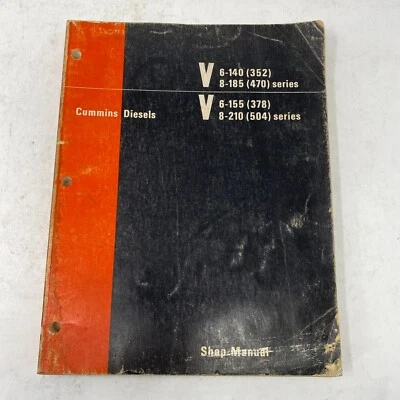 V 6-140 (352)
8-185 (470) series
Cummins Diesels
V 6-155 (378)
8-210 (504) series
Shop Manual